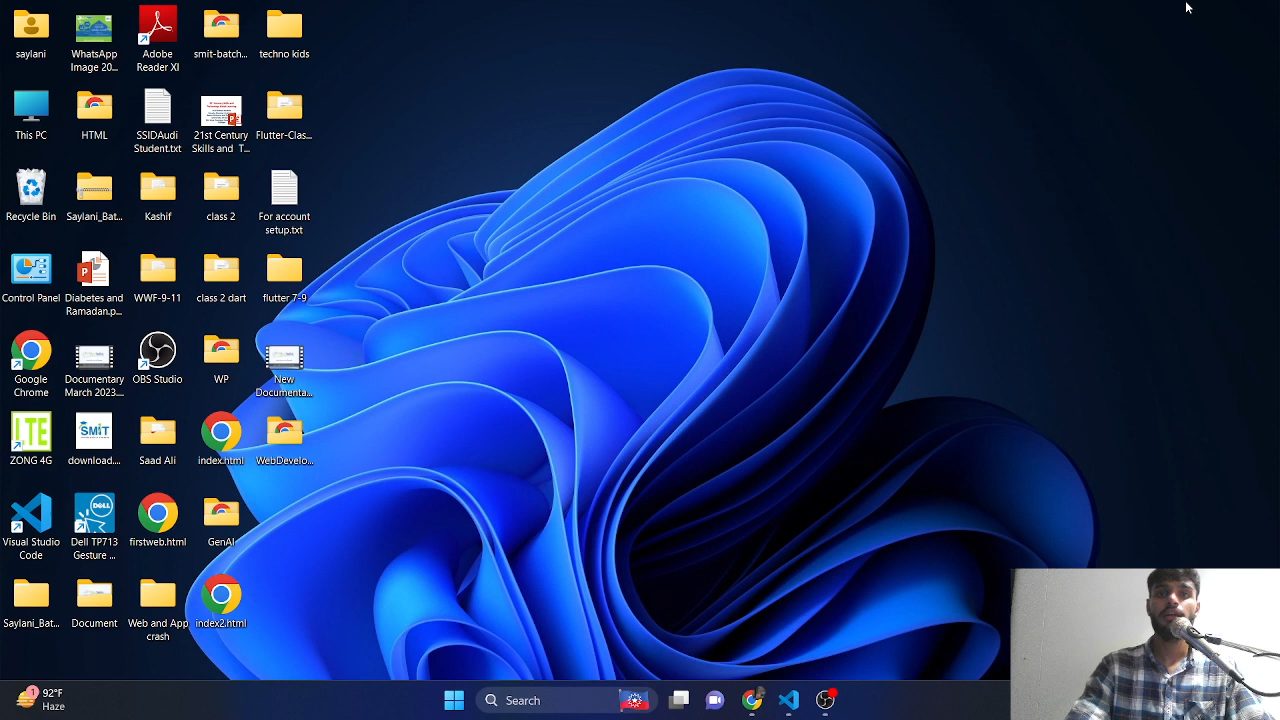 saylani
WhatsApp
Image 20...
Adobe
Reader XI
smit-batch...
techno kids
This PC
HTML
SSIDAudi
Student.txt
21st Century
Skills and T...
Flutter-Clas...
Recycle Bin
Saylani_Bat...
Kashif
class 2
For account
setup.txt
Control Panel
Diabetes and
Ramadan.p...
WWF-9-11
class 2 dart
flutter 7-9
Google
Chrome
Documentary
March 2023...
OBS Studio
WP
New
Documenta...
LTE
ZONG 4G
SMIT
download....
Saad Ali
index.html
WebDevelo...
Visual Studio
Code
DELL
Dell TP713
Gesture ...
firstweb.html
GenAI
Saylani_Bat...
Document
Web and App
crash
index2.html
1
92°F
Haze
Search